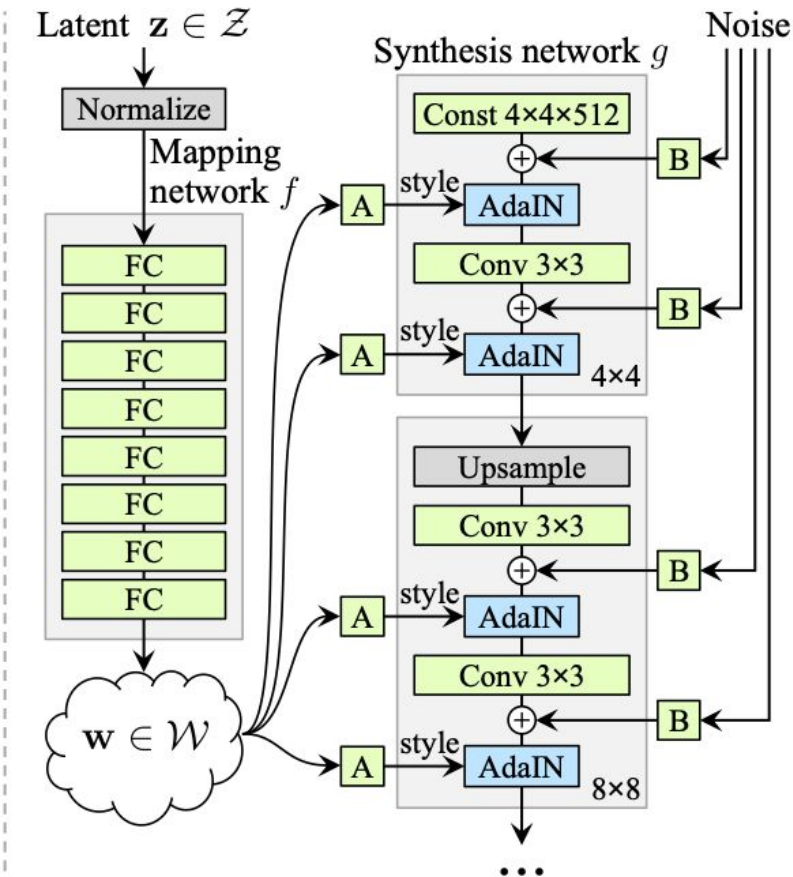 Latent z ∈ 𝒵
Normalize
Mapping
network f
FC
FC
FC
FC
FC
FC
FC
FC
w ∈ 𝒲
Synthesis network g
Noise
Const 4×4×512
B
A
style
AdaIN
Conv 3×3
B
A
style
AdaIN
4×4
Upsample
Conv 3×3
B
A
style
AdaIN
Conv 3×3
B
A
style
AdaIN
8×8
...